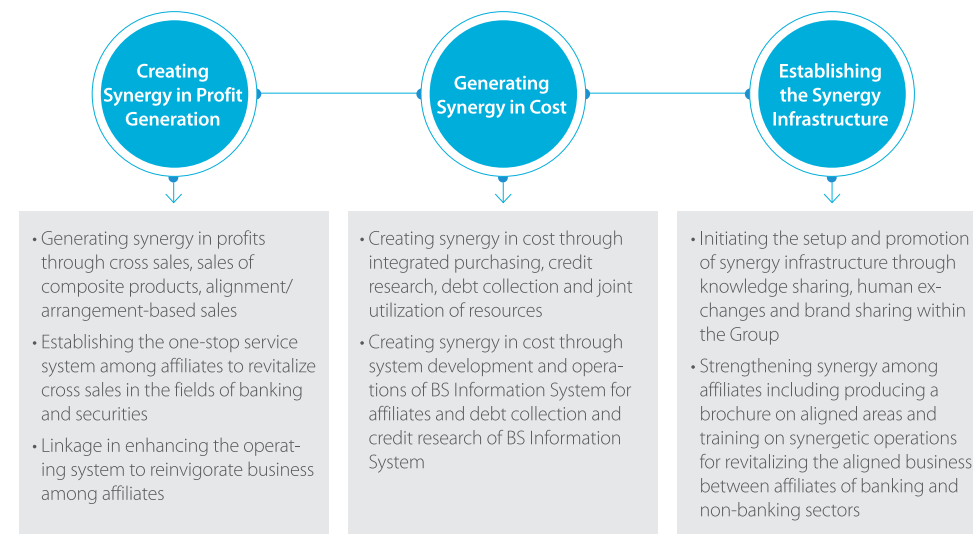 Creating
Synergy in Profit
Generation
Generating
Synergy in Cost
Establishing
the Synergy
Infrastructure
• Generating synergy in profits
through cross sales, sales of
composite products, alignment/
arrangement-based sales
• Establishing the one-stop service
system among affiliates to revitalize
cross sales in the fields of banking
and securities
• Linkage in enhancing the operat-
ing system to reinvigorate business
among affiliates
• Creating synergy in cost through
integrated purchasing, credit
research, debt collection and joint
utilization of resources
• Creating synergy in cost through
system development and opera-
tions of BS Information System for
affiliates and debt collection and
credit research of BS Information
System
• Initiating the setup and promotion
of synergy infrastructure through
knowledge sharing, human ex-
changes and brand sharing within
the Group
• Strengthening synergy among
affiliates including producing a
brochure on aligned areas and
training on synergetic operations
for revitalizing the aligned business
between affiliates of banking and
non-banking sectors